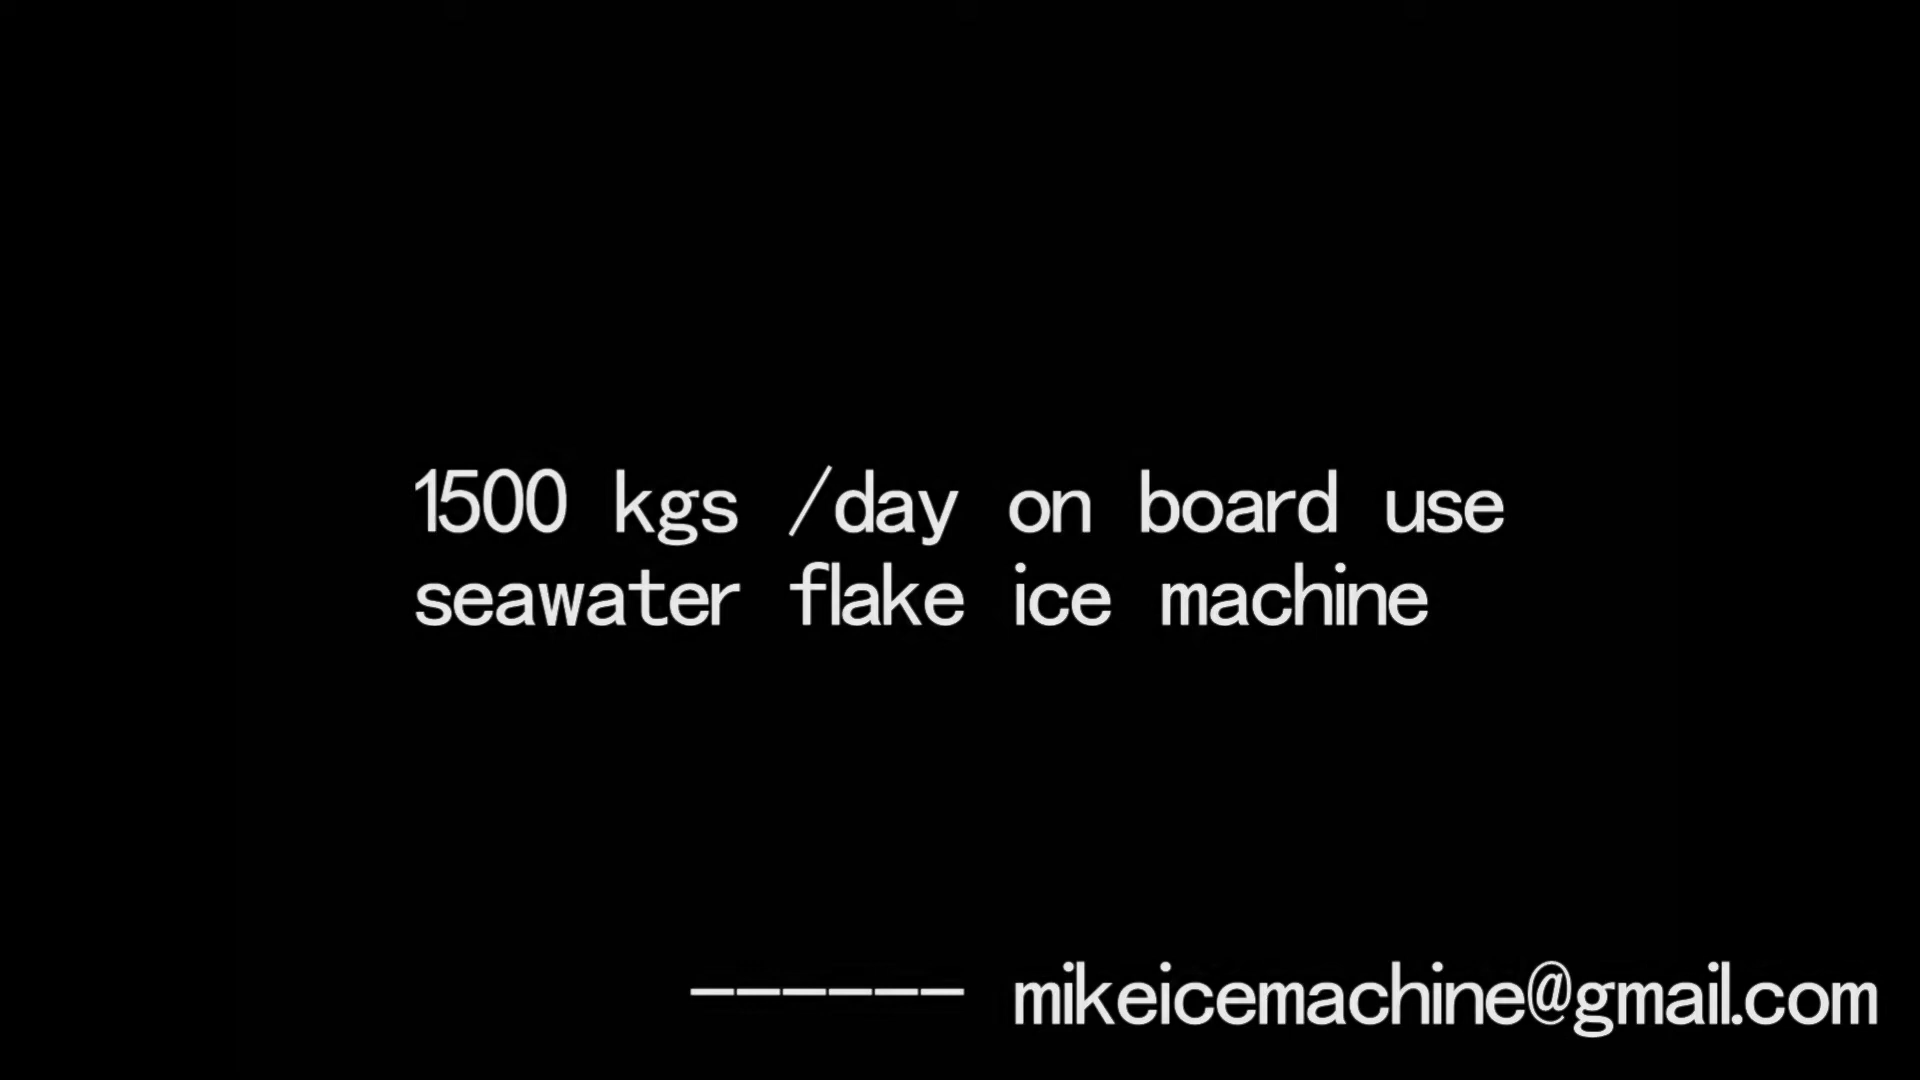 1500 kgs /day on board use
seawater flake ice machine
------ mikeicemachine@gmail.com